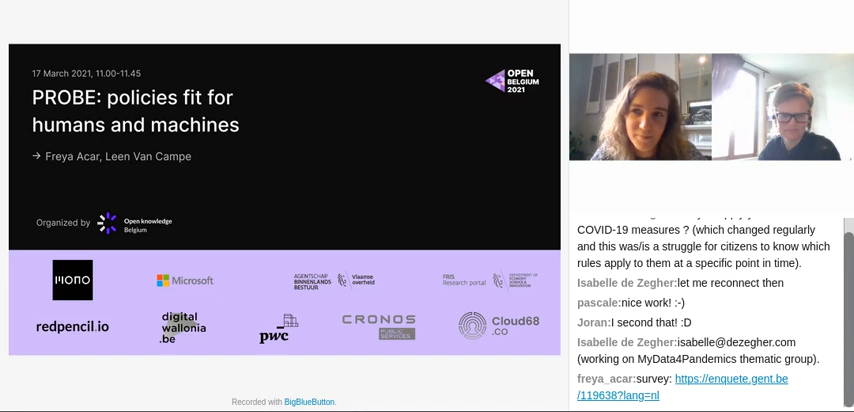 17 March 2021, 11.00-11.45
PROBE: policies fit for
humans and machines
→ Freya Acar, Leen Van Campe
OPEN
BELGIUM
2021
Organized by
Open knowledge
Belgium
MONO
Microsoft
AGENTSCHAP
BINNENLANDS
BESTUUR
Vlaamse
overheid
FRIS
Research portal
DEPARTMENT OF
ECONOMY
SCIENCE &
INNOVATION
redpencil.io
digital
wallonia
.be
pwc
CRONOS
PUBLIC
SERVICES
Cloud68
.CO
Recorded with BigBlueButton.
COVID-19 measures ? (which changed regularly
and this was/is a struggle for citizens to know which
rules apply to them at a specific point in time).
Isabelle de Zegher:let me reconnect then
pascale:nice work! :-)
Joran:I second that! :D
Isabelle de Zegher:isabelle@dezegher.com
(working on MyData4Pandemics thematic group).
freya_acar:survey: https://enquete.gent.be
/119638?lang=nl